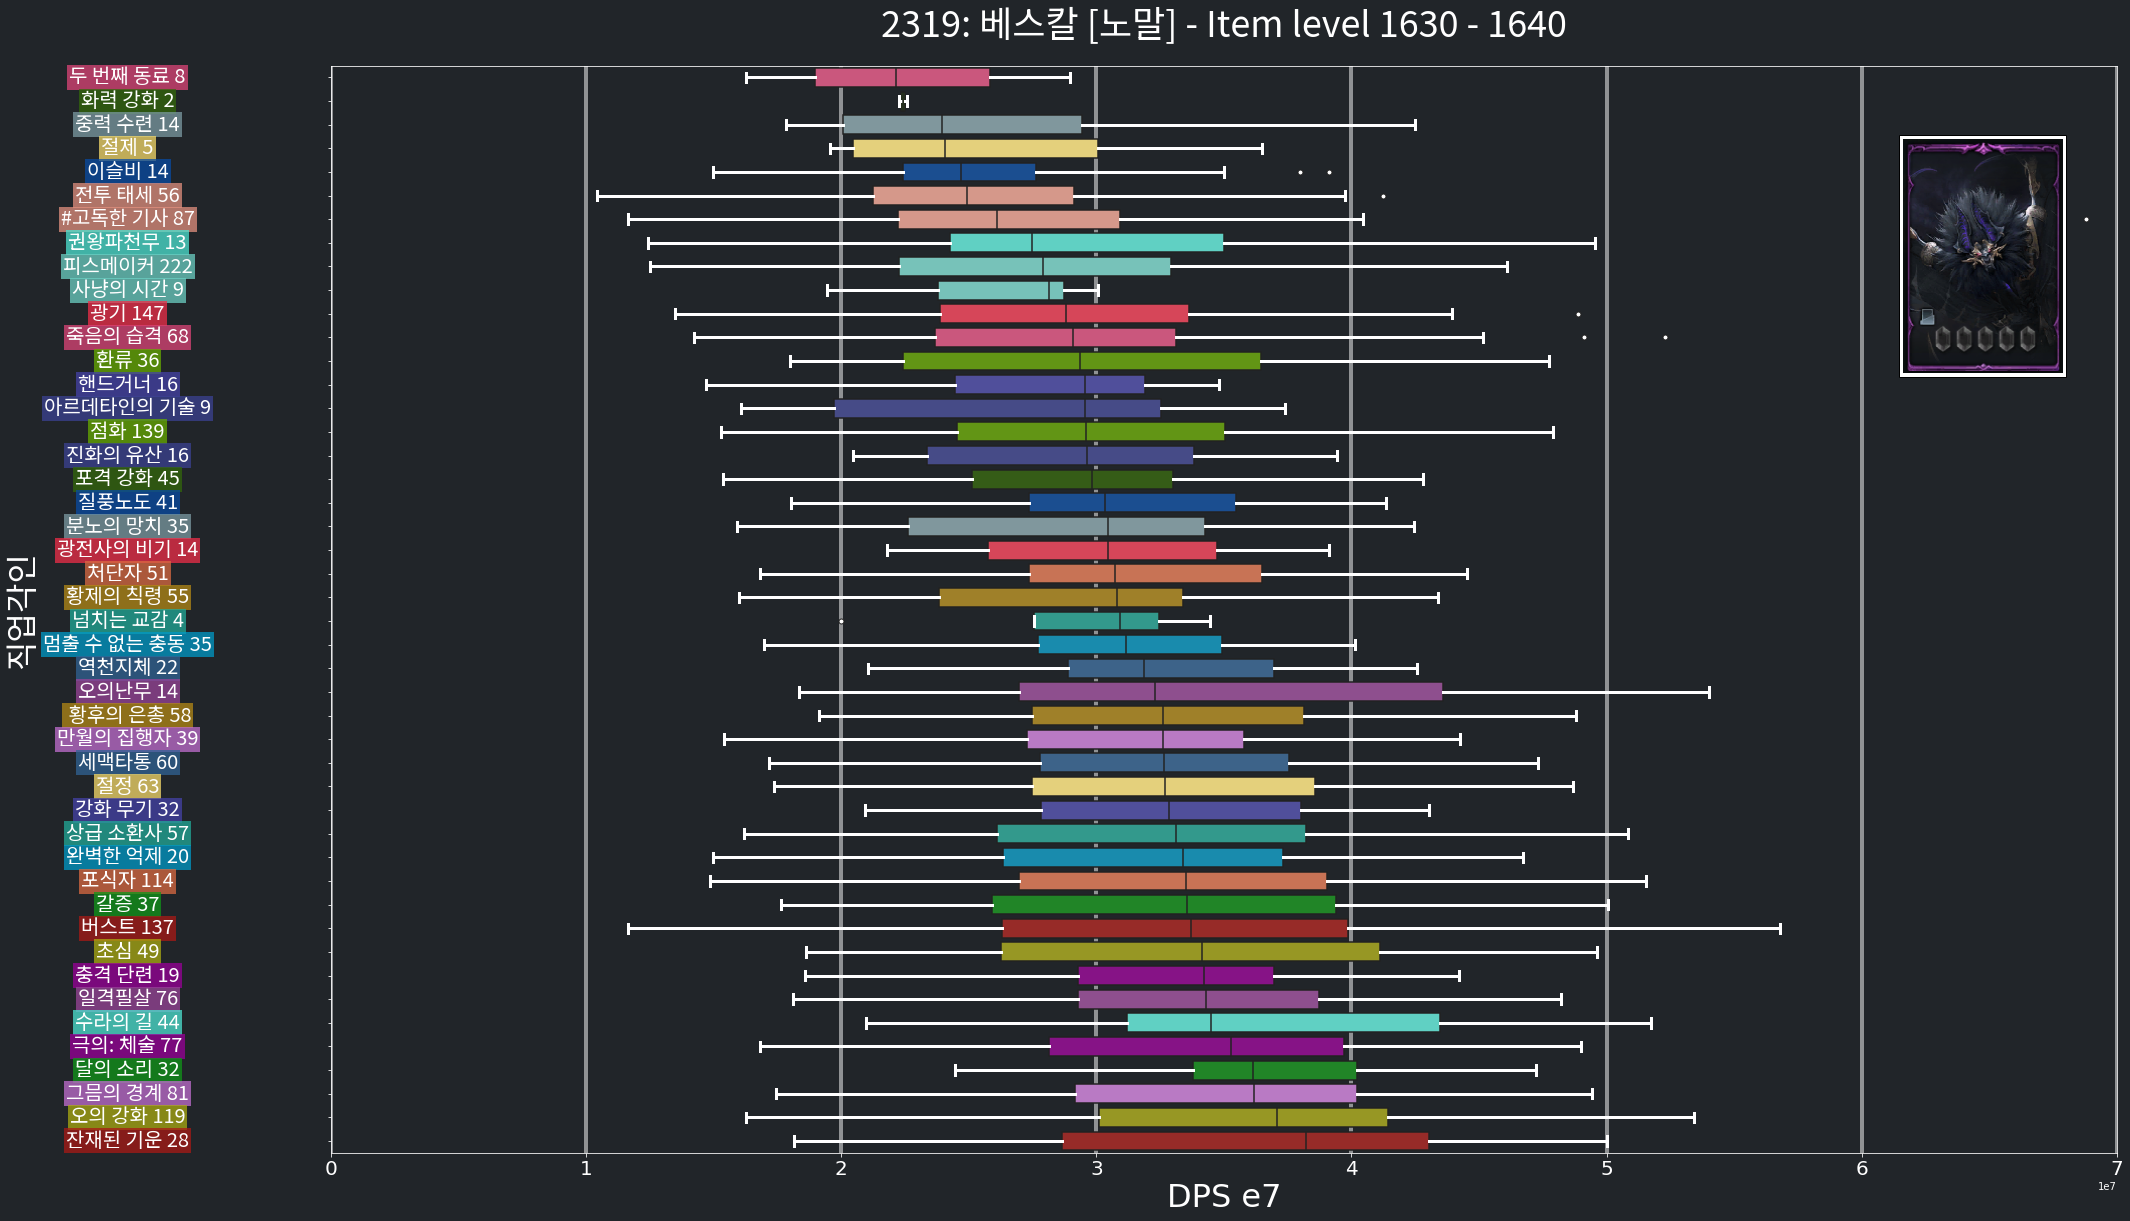 2319: 베스칼 [노말] - Item level 1630 - 1640
두 번째 동료 8
화력 강화 2
중력 수련 14
절제 5
이슬비 14
전투 태세 56
#고독한 기사 87
권왕파천무 13
피스메이커 222
사냥의 시간 9
광기 147
죽음의 습격 68
환류 36
핸드거너 16
아르데타인의 기술 9
점화 139
진화의 유산 16
포격 강화 45
질풍노도 41
분노의 망치 35
광전사의 비기 14
처단자 51
황제의 칙령 55
넘치는 교감 4
멈출 수 없는 충동 35
역천지체 22
오의난무 14
황후의 은총 58
만월의 집행자 39
세맥타통 60
절정 63
강화 무기 32
상급 소환사 57
완벽한 억제 20
포식자 114
갈증 37
버스트 137
초심 49
충격 단련 19
일격필살 76
수라의 길 44
극의: 체술 77
달의 소리 32
그믐의 경계 81
오의 강화 119
잔재된 기운 28
직업각인
0 1 2 3 4 5 6 7
1e7
DPS e7